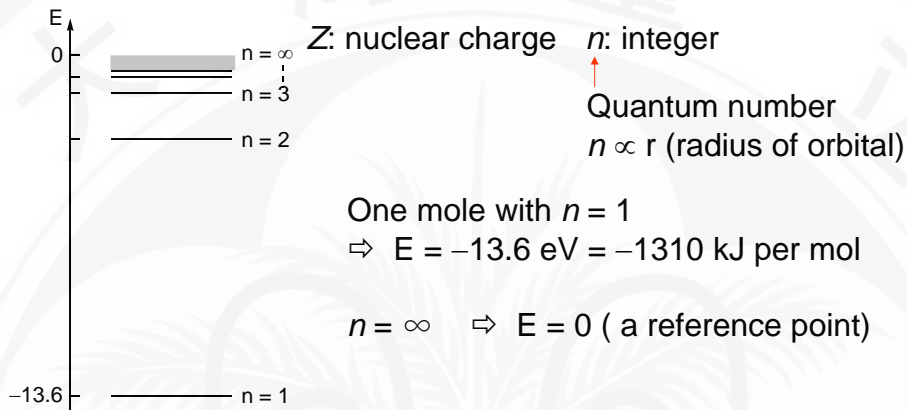 E
0
n = ∞
n = 3
n = 2
−13.6
n = 1
Z: nuclear charge n: integer
Quantum number
n ∝ r (radius of orbital)
One mole with n = 1
⇨ E = −13.6 eV = −1310 kJ per mol
n = ∞ ⇨ E = 0 ( a reference point)